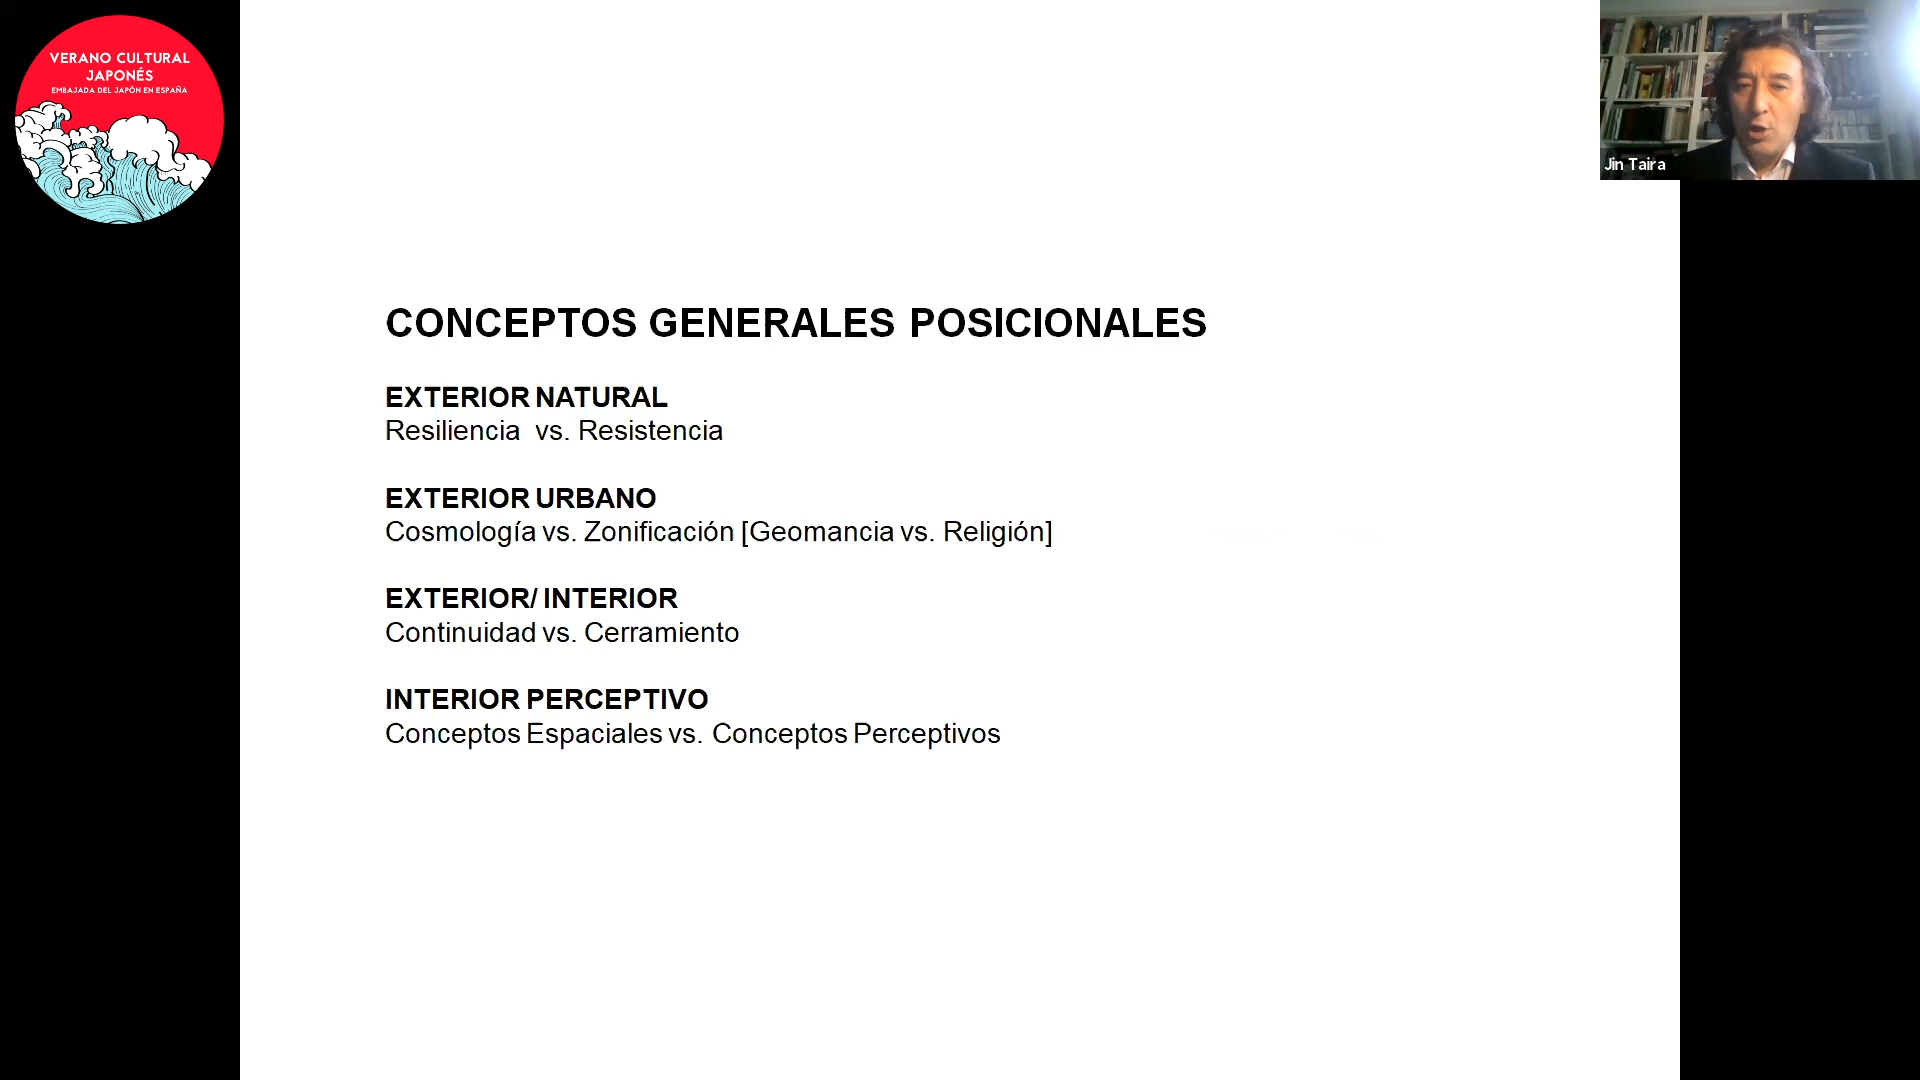 VERANO CULTURAL
JAPONÉS
EMBAJADA DEL JAPÓN EN ESPAÑA
Jin Taira
CONCEPTOS GENERALES POSICIONALES
EXTERIOR NATURAL
Resiliencia vs. Resistencia
EXTERIOR URBANO
Cosmología vs. Zonificación [Geomancia vs. Religión]
EXTERIOR/ INTERIOR
Continuidad vs. Cerramiento
INTERIOR PERCEPTIVO
Conceptos Espaciales vs. Conceptos Perceptivos